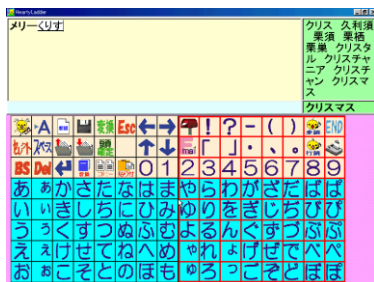 HeartyLadder
メリーくりす
クリス 久利須
栗須 栗栖
栗巣 クリスタ
ル クリスチャ
ニア クリスチ
ャン クリスマ
ス
クリスマス
A 変換 Esc ← → ! ? - ( ) END
↑ ↓ 「 」 ・ 、 。
BS Del 0 1 2 3 4 5 6 7 8 9
あ ぁ か さ た な は ま や ら わ が ざ だ ば ぱ
い ぃ き し ち に ひ み ゆ り を ぎ じ ぢ び ぴ
う ぅ く す つ ぬ ふ む よ る ん ぐ ず づ ぶ ぷ
え ぇ け せ て ね へ め ゃ れ ょ げ ぜ で べ ぺ
お ぉ こ そ と の ほ も ゅ ろ っ ご ぞ ど ぼ ぽ